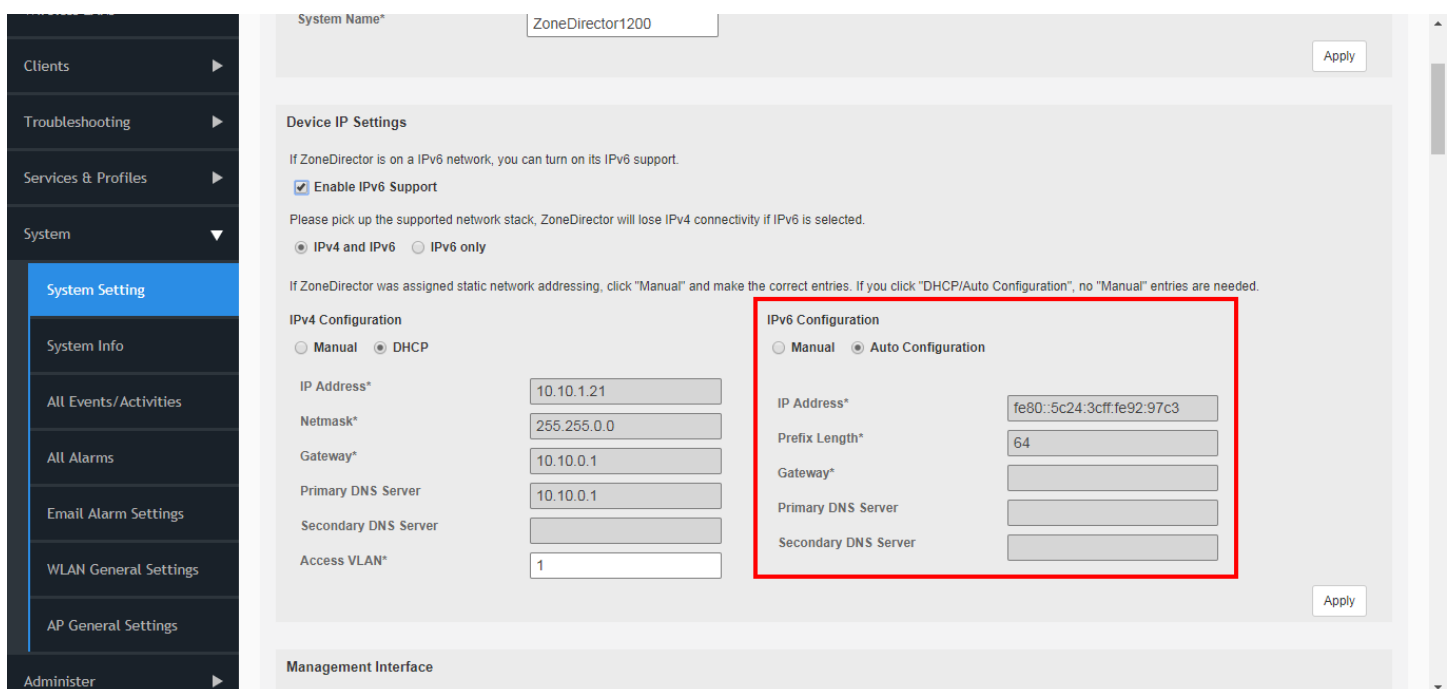 System Name*
ZoneDirector1200
Apply
Clients
Troubleshooting
Services & Profiles
System
System Setting
System Info
All Events/Activities
All Alarms
Email Alarm Settings
WLAN General Settings
AP General Settings
Administer
Device IP Settings
If ZoneDirector is on a IPv6 network, you can turn on its IPv6 support.
Enable IPv6 Support
Please pick up the supported network stack, ZoneDirector will lose IPv4 connectivity if IPv6 is selected.
IPv4 and IPv6 IPv6 only
If ZoneDirector was assigned static network addressing, click "Manual" and make the correct entries. If you click "DHCP/Auto Configuration", no "Manual" entries are needed.
IPv4 Configuration
Manual DHCP
IP Address* 10.10.1.21
Netmask* 255.255.0.0
Gateway* 10.10.0.1
Primary DNS Server 10.10.0.1
Secondary DNS Server
Access VLAN* 1
IPv6 Configuration
Manual Auto Configuration
IP Address* fe80::5c24:3cff:fe92:97c3
Prefix Length* 64
Gateway*
Primary DNS Server
Secondary DNS Server
Apply
Management Interface